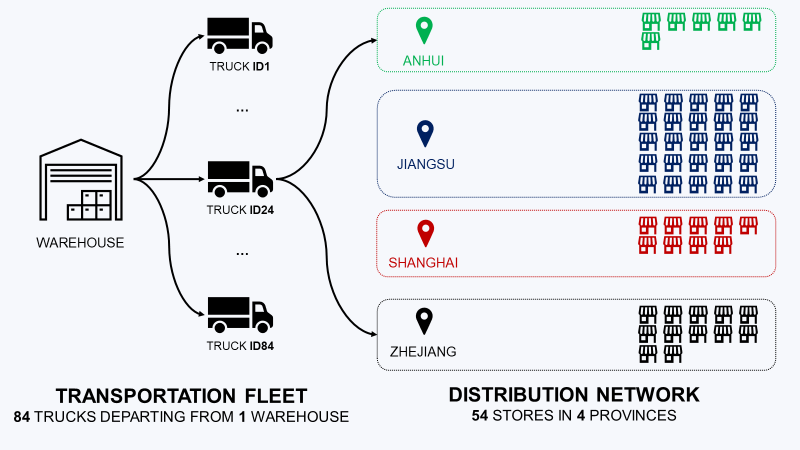 TRUCK ID1
...
WAREHOUSE
TRUCK ID24
...
TRUCK ID84
ANHUI
JIANGSU
SHANGHAI
ZHEJIANG
TRANSPORTATION FLEET
84 TRUCKS DEPARTING FROM 1 WAREHOUSE
DISTRIBUTION NETWORK
54 STORES IN 4 PROVINCES